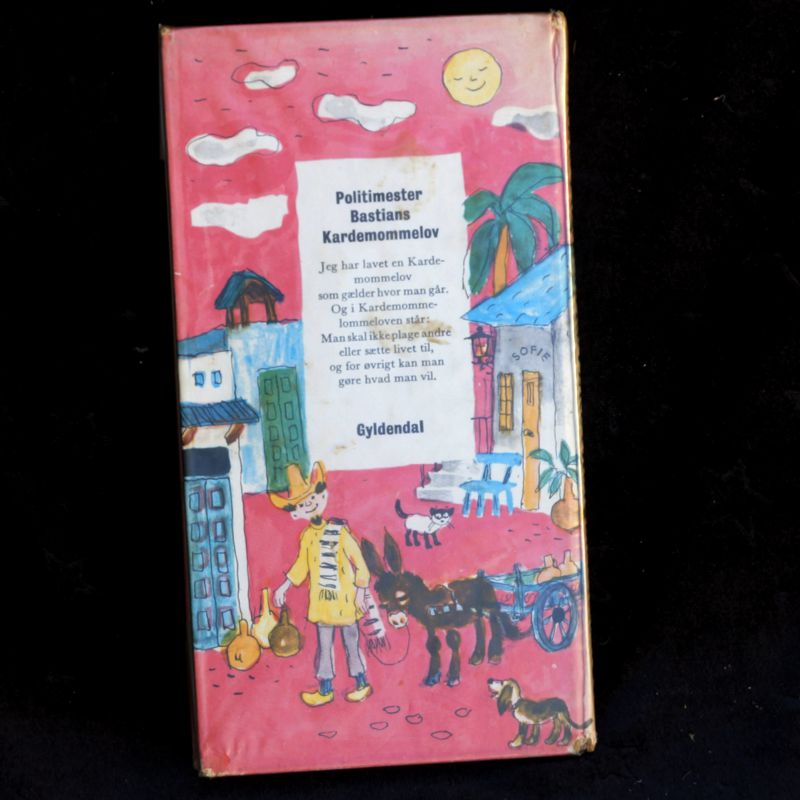 Politimester
Bastians
Kardemommelov
Jeg har lavet en Karde-
mommelov
som gælder hvor man går.
Og i Kardemomme-
lommeloven står:
Man skal ikke plage andre
eller sætte livet til,
og for øvrigt kan man
gøre hvad man vil.
Gyldendal
SOFIE